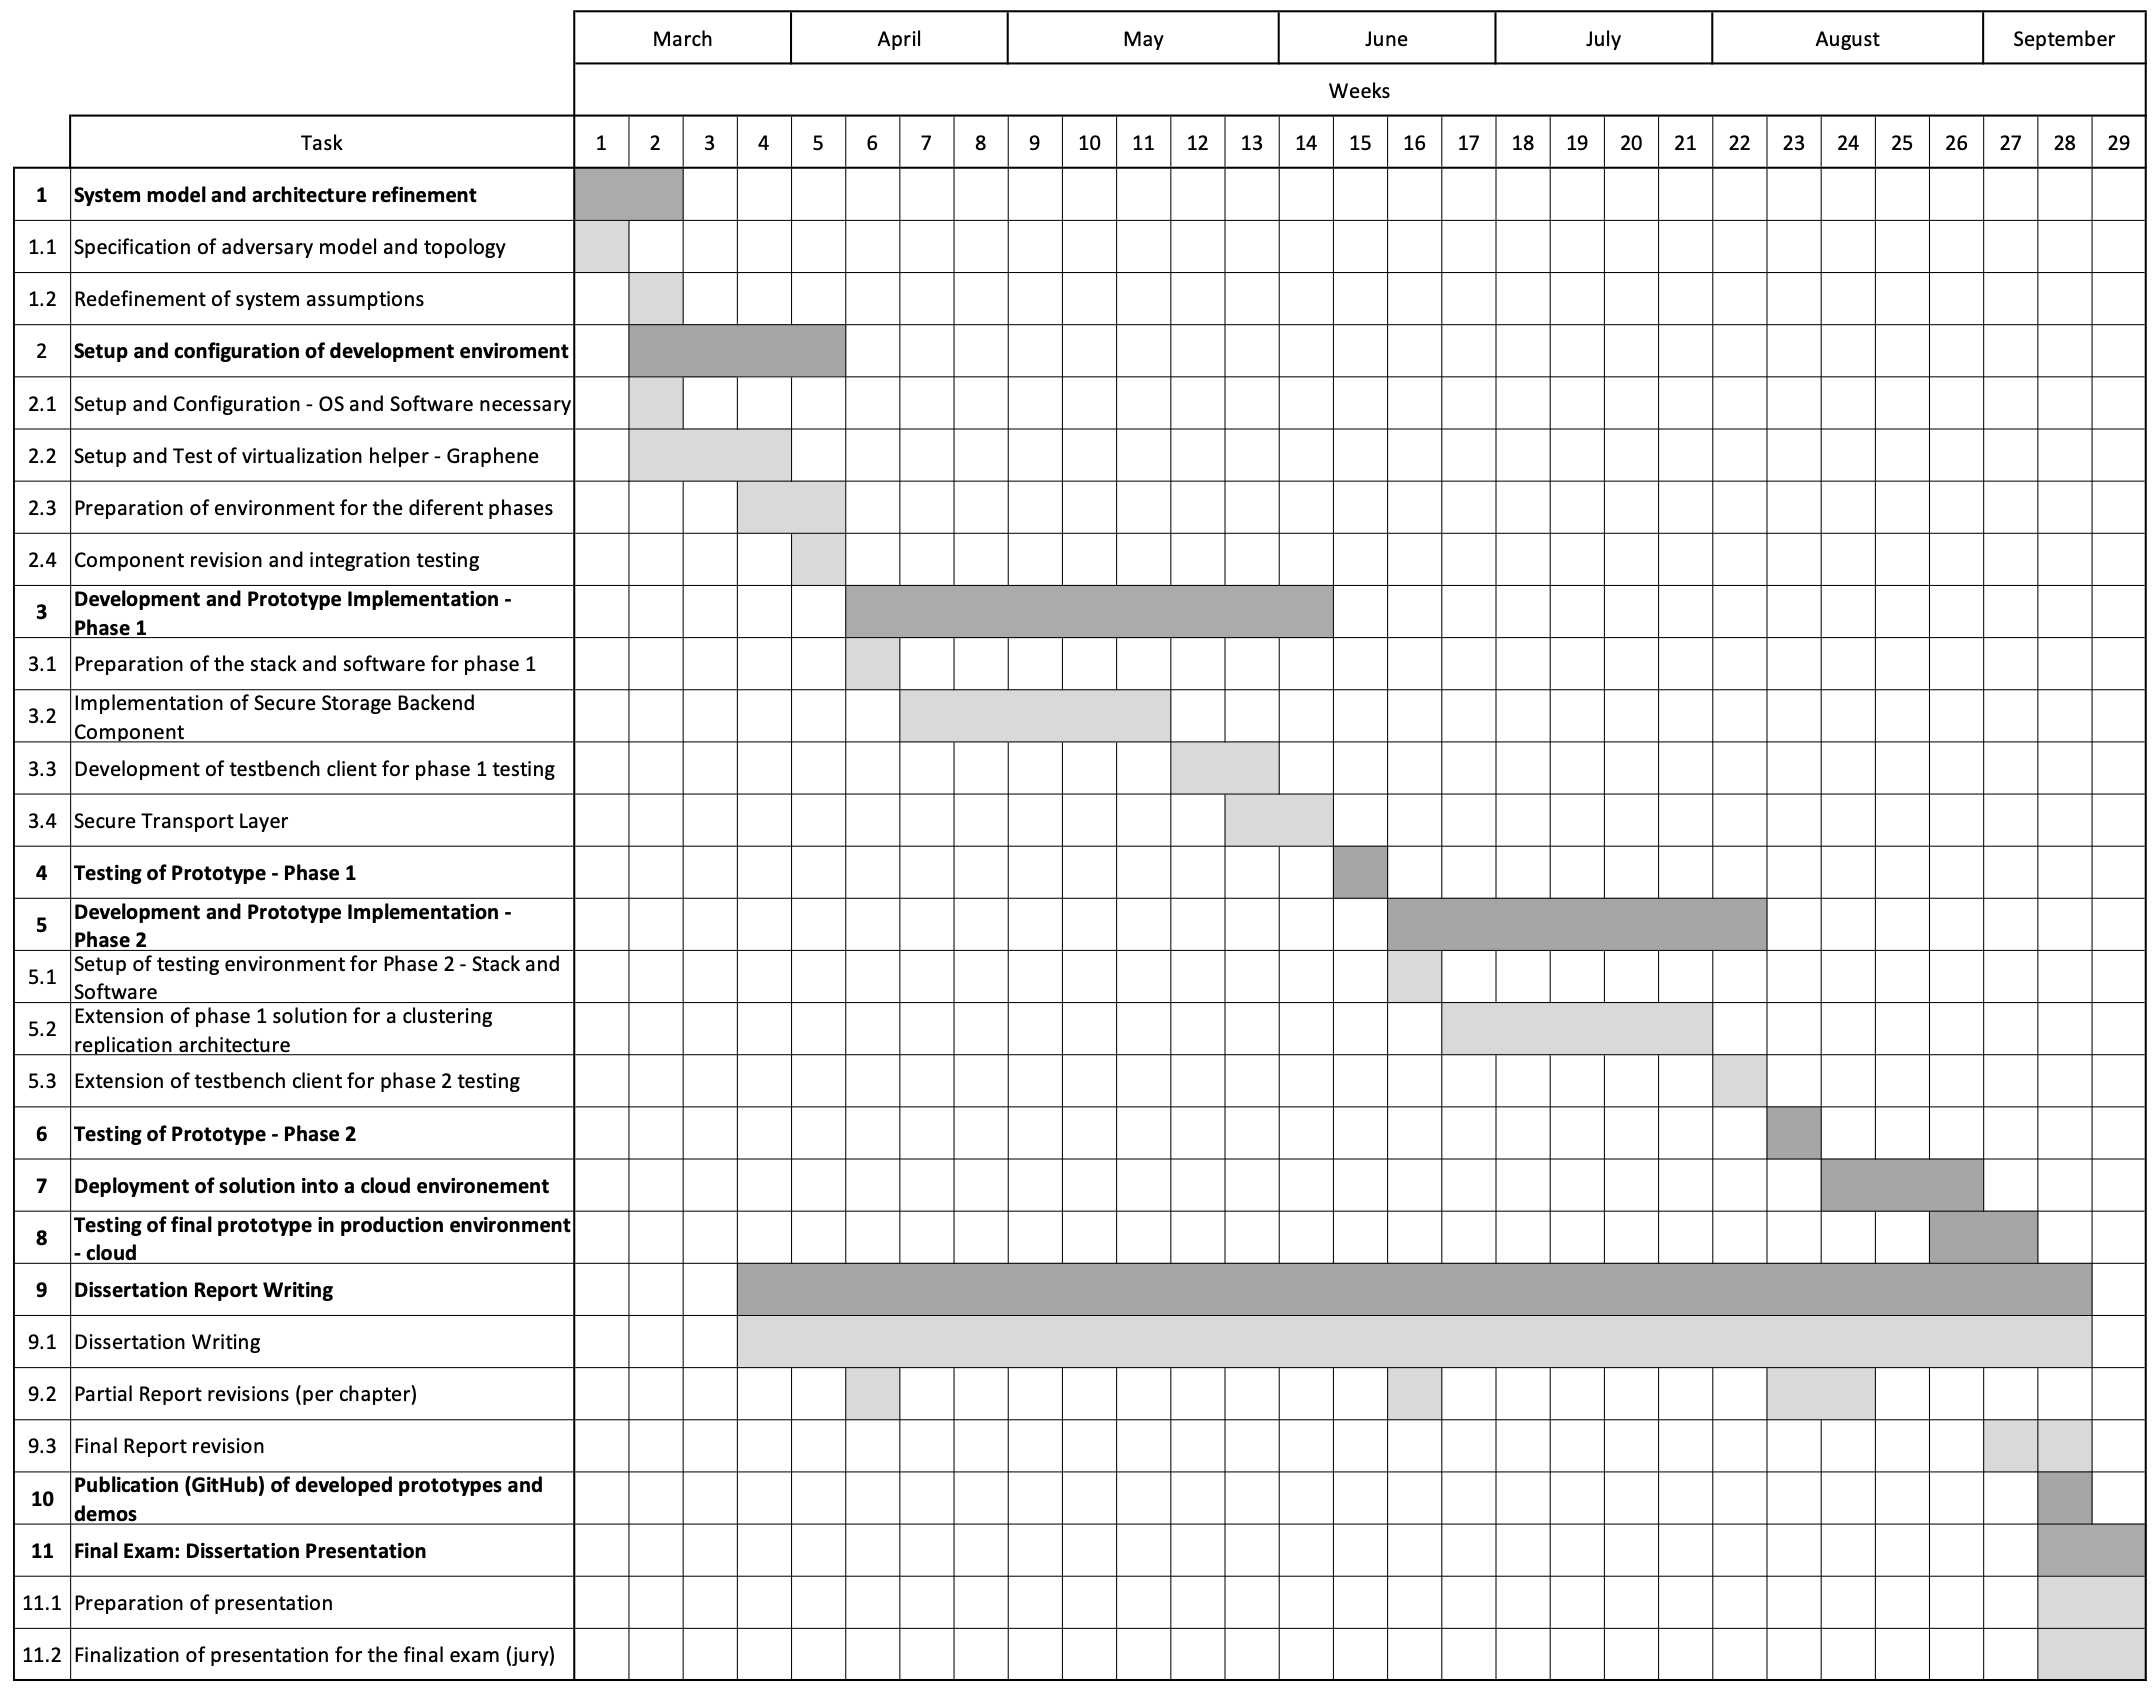 March April May June July August September
Weeks
Task 1 2 3 4 5 6 7 8 9 10 11 12 13 14 15 16 17 18 19 20 21 22 23 24 25 26 27 28 29
1 System model and architecture refinement
1.1 Specification of adversary model and topology
1.2 Redefinement of system assumptions
2 Setup and configuration of development enviroment
2.1 Setup and Configuration - OS and Software necessary
2.2 Setup and Test of virtualization helper - Graphene
2.3 Preparation of environment for the diferent phases
2.4 Component revision and integration testing
3 Development and Prototype Implementation -
Phase 1
3.1 Preparation of the stack and software for phase 1
3.2 Implementation of Secure Storage Backend
Component
3.3 Development of testbench client for phase 1 testing
3.4 Secure Transport Layer
4 Testing of Prototype - Phase 1
5 Development and Prototype Implementation -
Phase 2
5.1 Setup of testing environment for Phase 2 - Stack and
Software
5.2 Extension of phase 1 solution for a clustering
replication architecture
5.3 Extension of testbench client for phase 2 testing
6 Testing of Prototype - Phase 2
7 Deployment of solution into a cloud environement
8 Testing of final prototype in production environment
- cloud
9 Dissertation Report Writing
9.1 Dissertation Writing
9.2 Partial Report revisions (per chapter)
9.3 Final Report revision
10 Publication (GitHub) of developed prototypes and
demos
11 Final Exam: Dissertation Presentation
11.1 Preparation of presentation
11.2 Finalization of presentation for the final exam (jury)